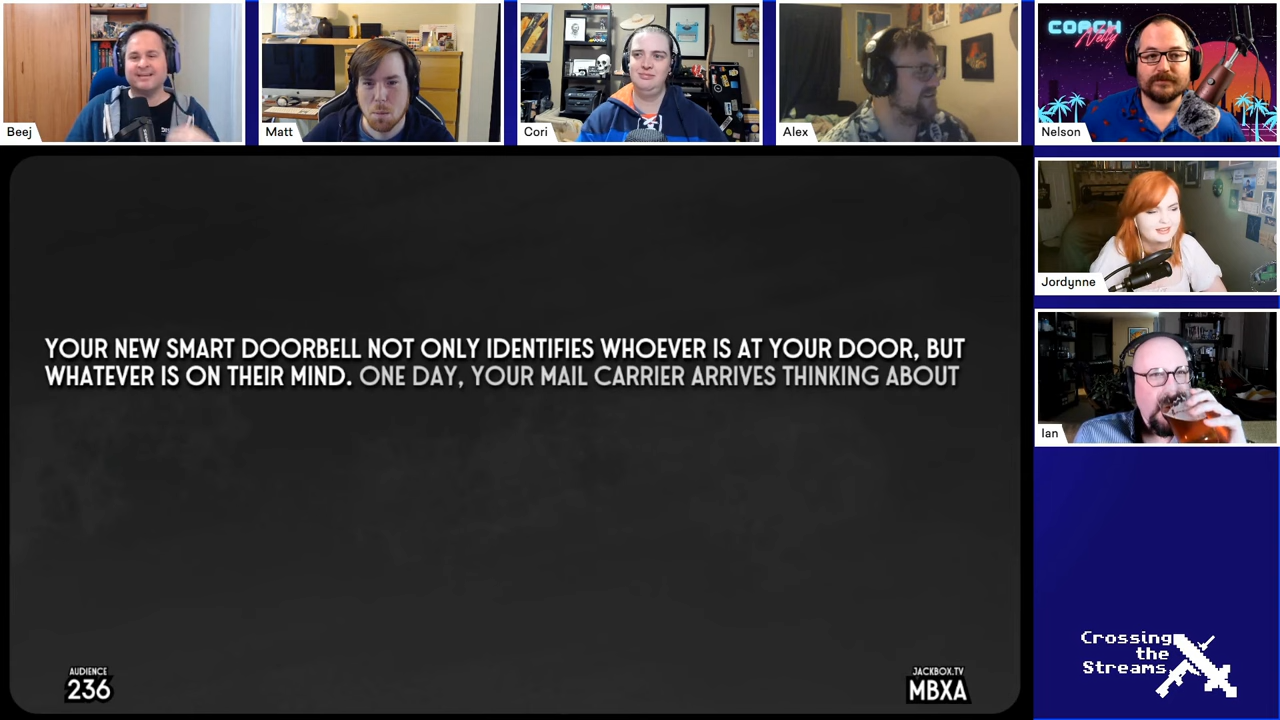 Beej
Matt
Cori
Alex
COACH
Nelly
Nelson
Jordynne
Ian
YOUR NEW SMART DOORBELL NOT ONLY IDENTIFIES WHOEVER IS AT YOUR DOOR, BUT
WHATEVER IS ON THEIR MIND. ONE DAY, YOUR MAIL CARRIER ARRIVES THINKING ABOUT
AUDIENCE
236
JACKBOX.TV
MBXA
Crossing
the
Streams